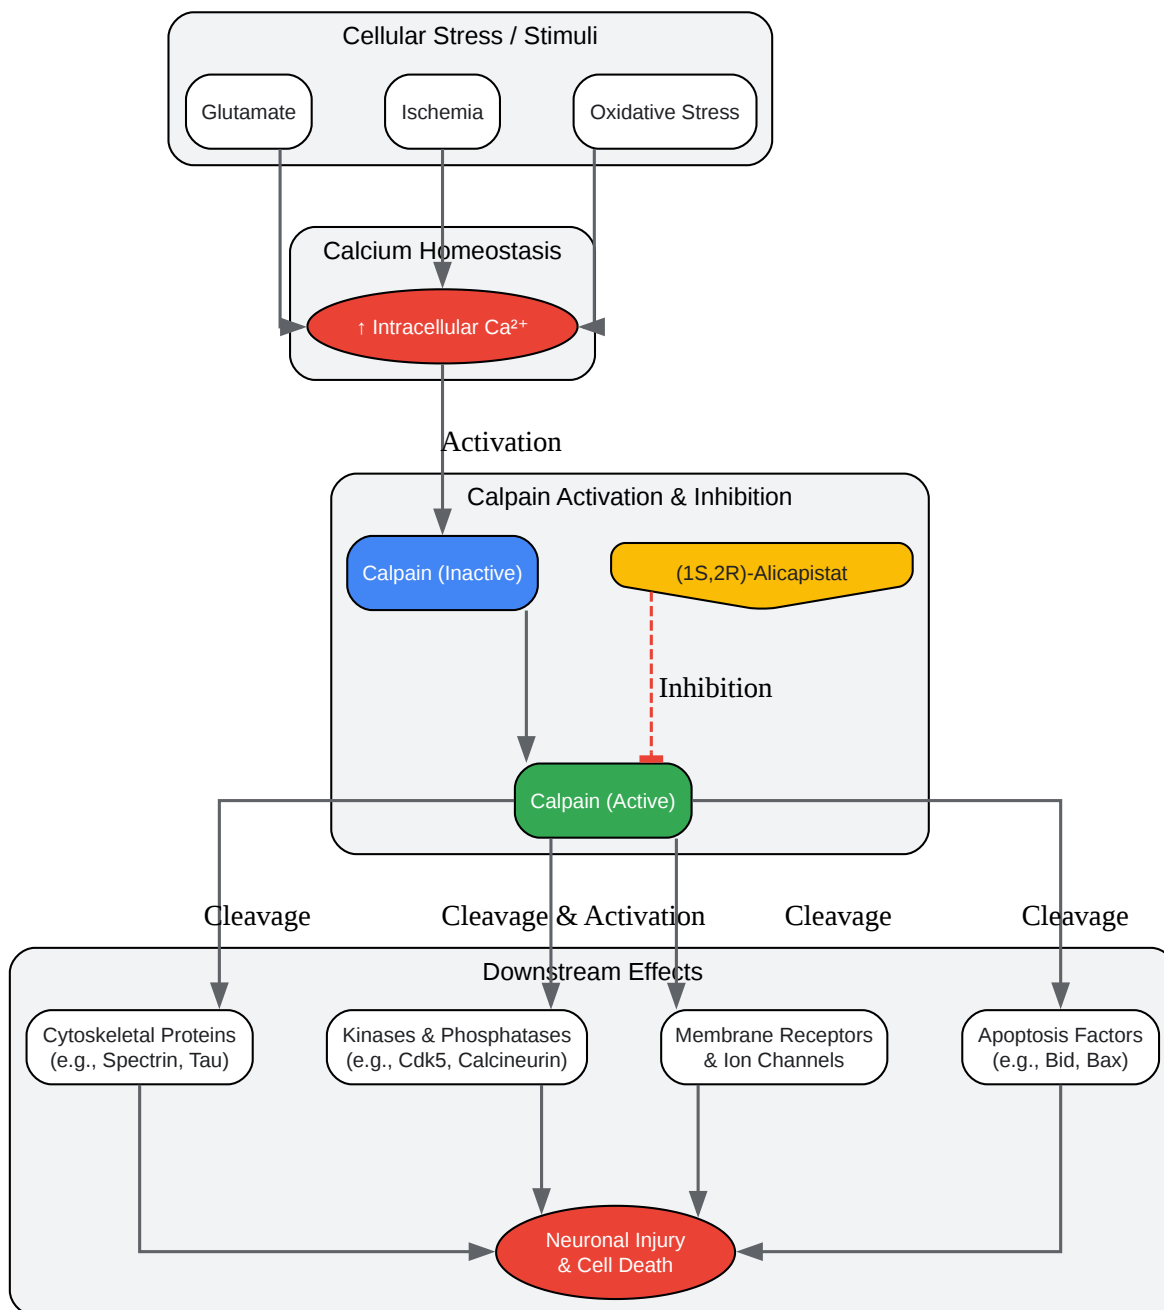 Cellular Stress / Stimuli
Glutamate
Ischemia
Oxidative Stress
Calcium Homeostasis
↑ Intracellular Ca²⁺
Activation
Calpain Activation & Inhibition
Calpain (Inactive)
(1S,2R)-Alicapistat
Inhibition
Calpain (Active)
Cleavage
Cleavage & Activation
Cleavage
Cleavage
Downstream Effects
Cytoskeletal Proteins
(e.g., Spectrin, Tau)
Kinases & Phosphatases
(e.g., Cdk5, Calcineurin)
Membrane Receptors
& Ion Channels
Apoptosis Factors
(e.g., Bid, Bax)
Neuronal Injury
& Cell Death